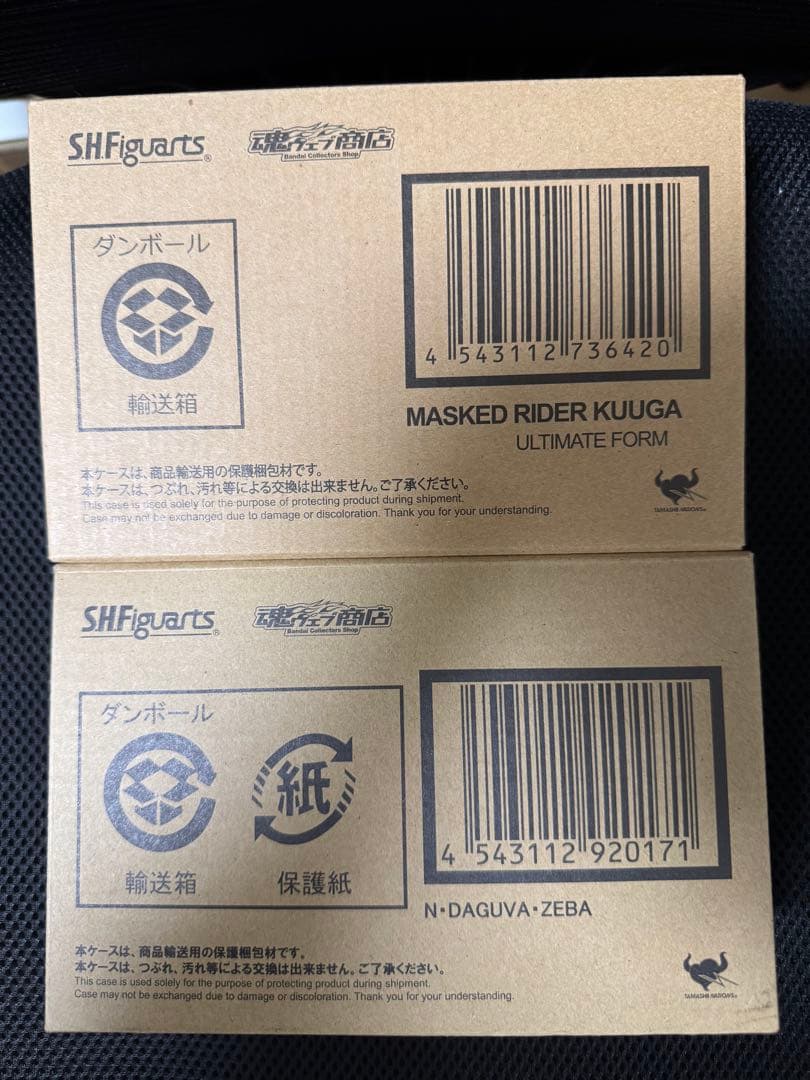 S.H.Figuarts®
魂ウェブ商店
Bandai Collectors Shop
ダンボール
輸送箱
4 543112 736420
MASKED RIDER KUUGA
ULTIMATE FORM
本ケースは、商品輸送用の保護梱包材です。
本ケースは、つぶれ、汚れ等による交換は出来ません。ご了承ください。
This case is used solely for the purpose of protecting product during shipment.
Case may not be exchanged due to damage or discoloration. Thank you for your understanding.
TAMASHII NATIONS
S.H.Figuarts®
魂ウェブ商店
Bandai Collectors Shop
ダンボール
輸送箱
紙
保護紙
4 543112 920171
N・DAGUVA・ZEBA
本ケースは、商品輸送用の保護梱包材です。
本ケースは、つぶれ、汚れ等による交換は出来ません。ご了承ください。
This case is used solely for the purpose of protecting product during shipment.
Case may not be exchanged due to damage or discoloration. Thank you for your understanding.
TAMASHII NATIONS